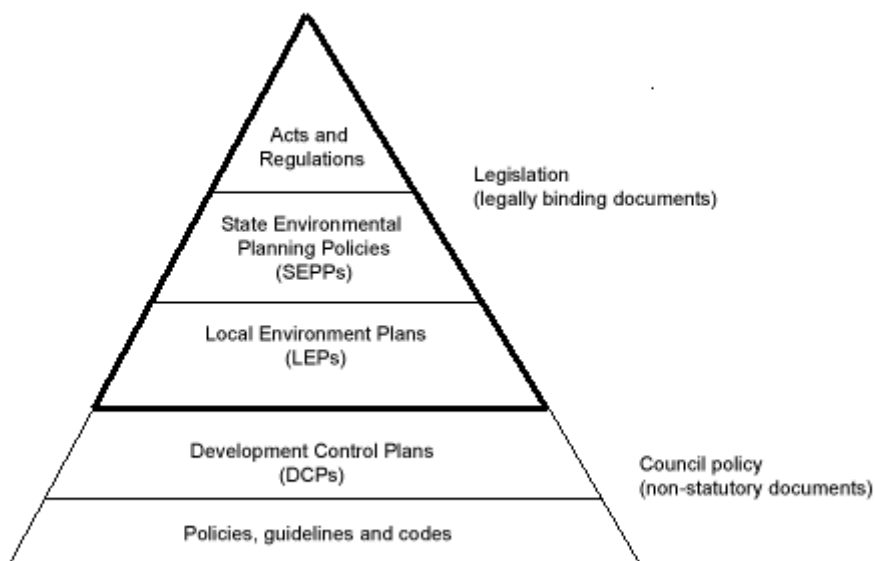 Acts and
Regulations
Legislation
(legally binding documents)
State Environmental
Planning Policies
(SEPPs)
Local Environment Plans
(LEPs)
Development Control Plans
(DCPs)
Council policy
(non-statutory documents)
Policies, guidelines and codes